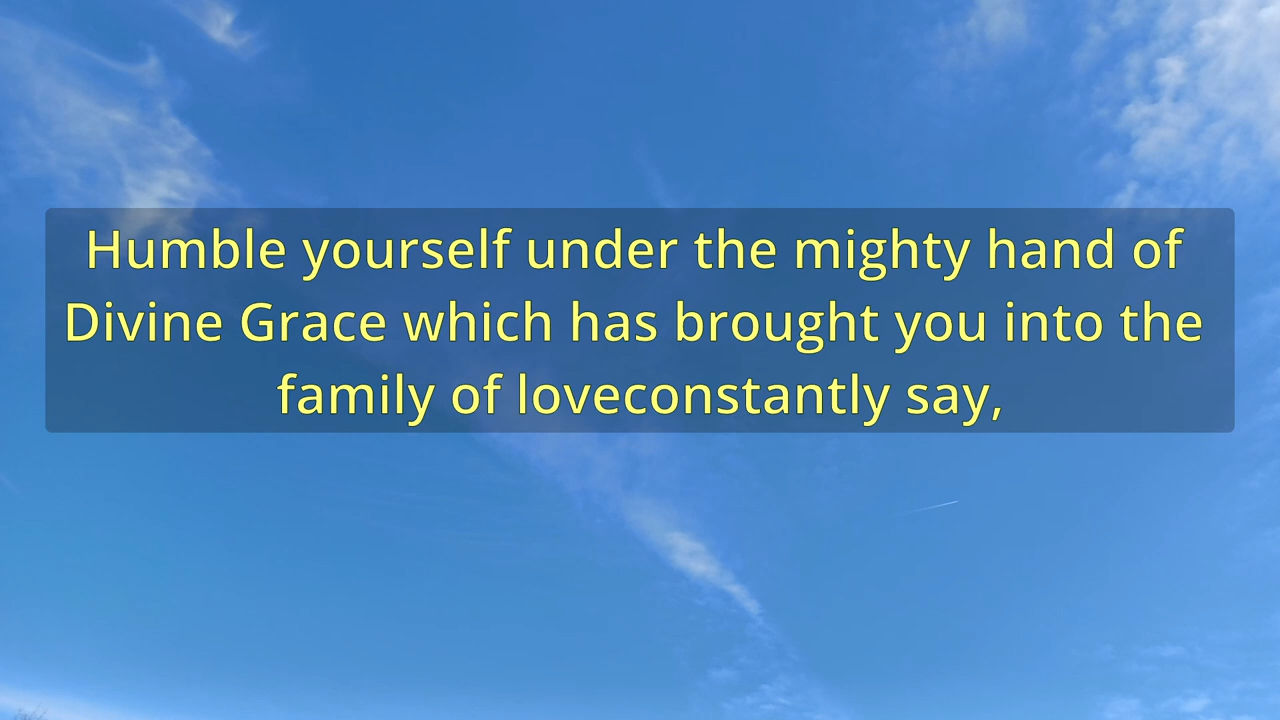 Humble yourself under the mighty hand of
Divine Grace which has brought you into the
family of loveconstantly say,